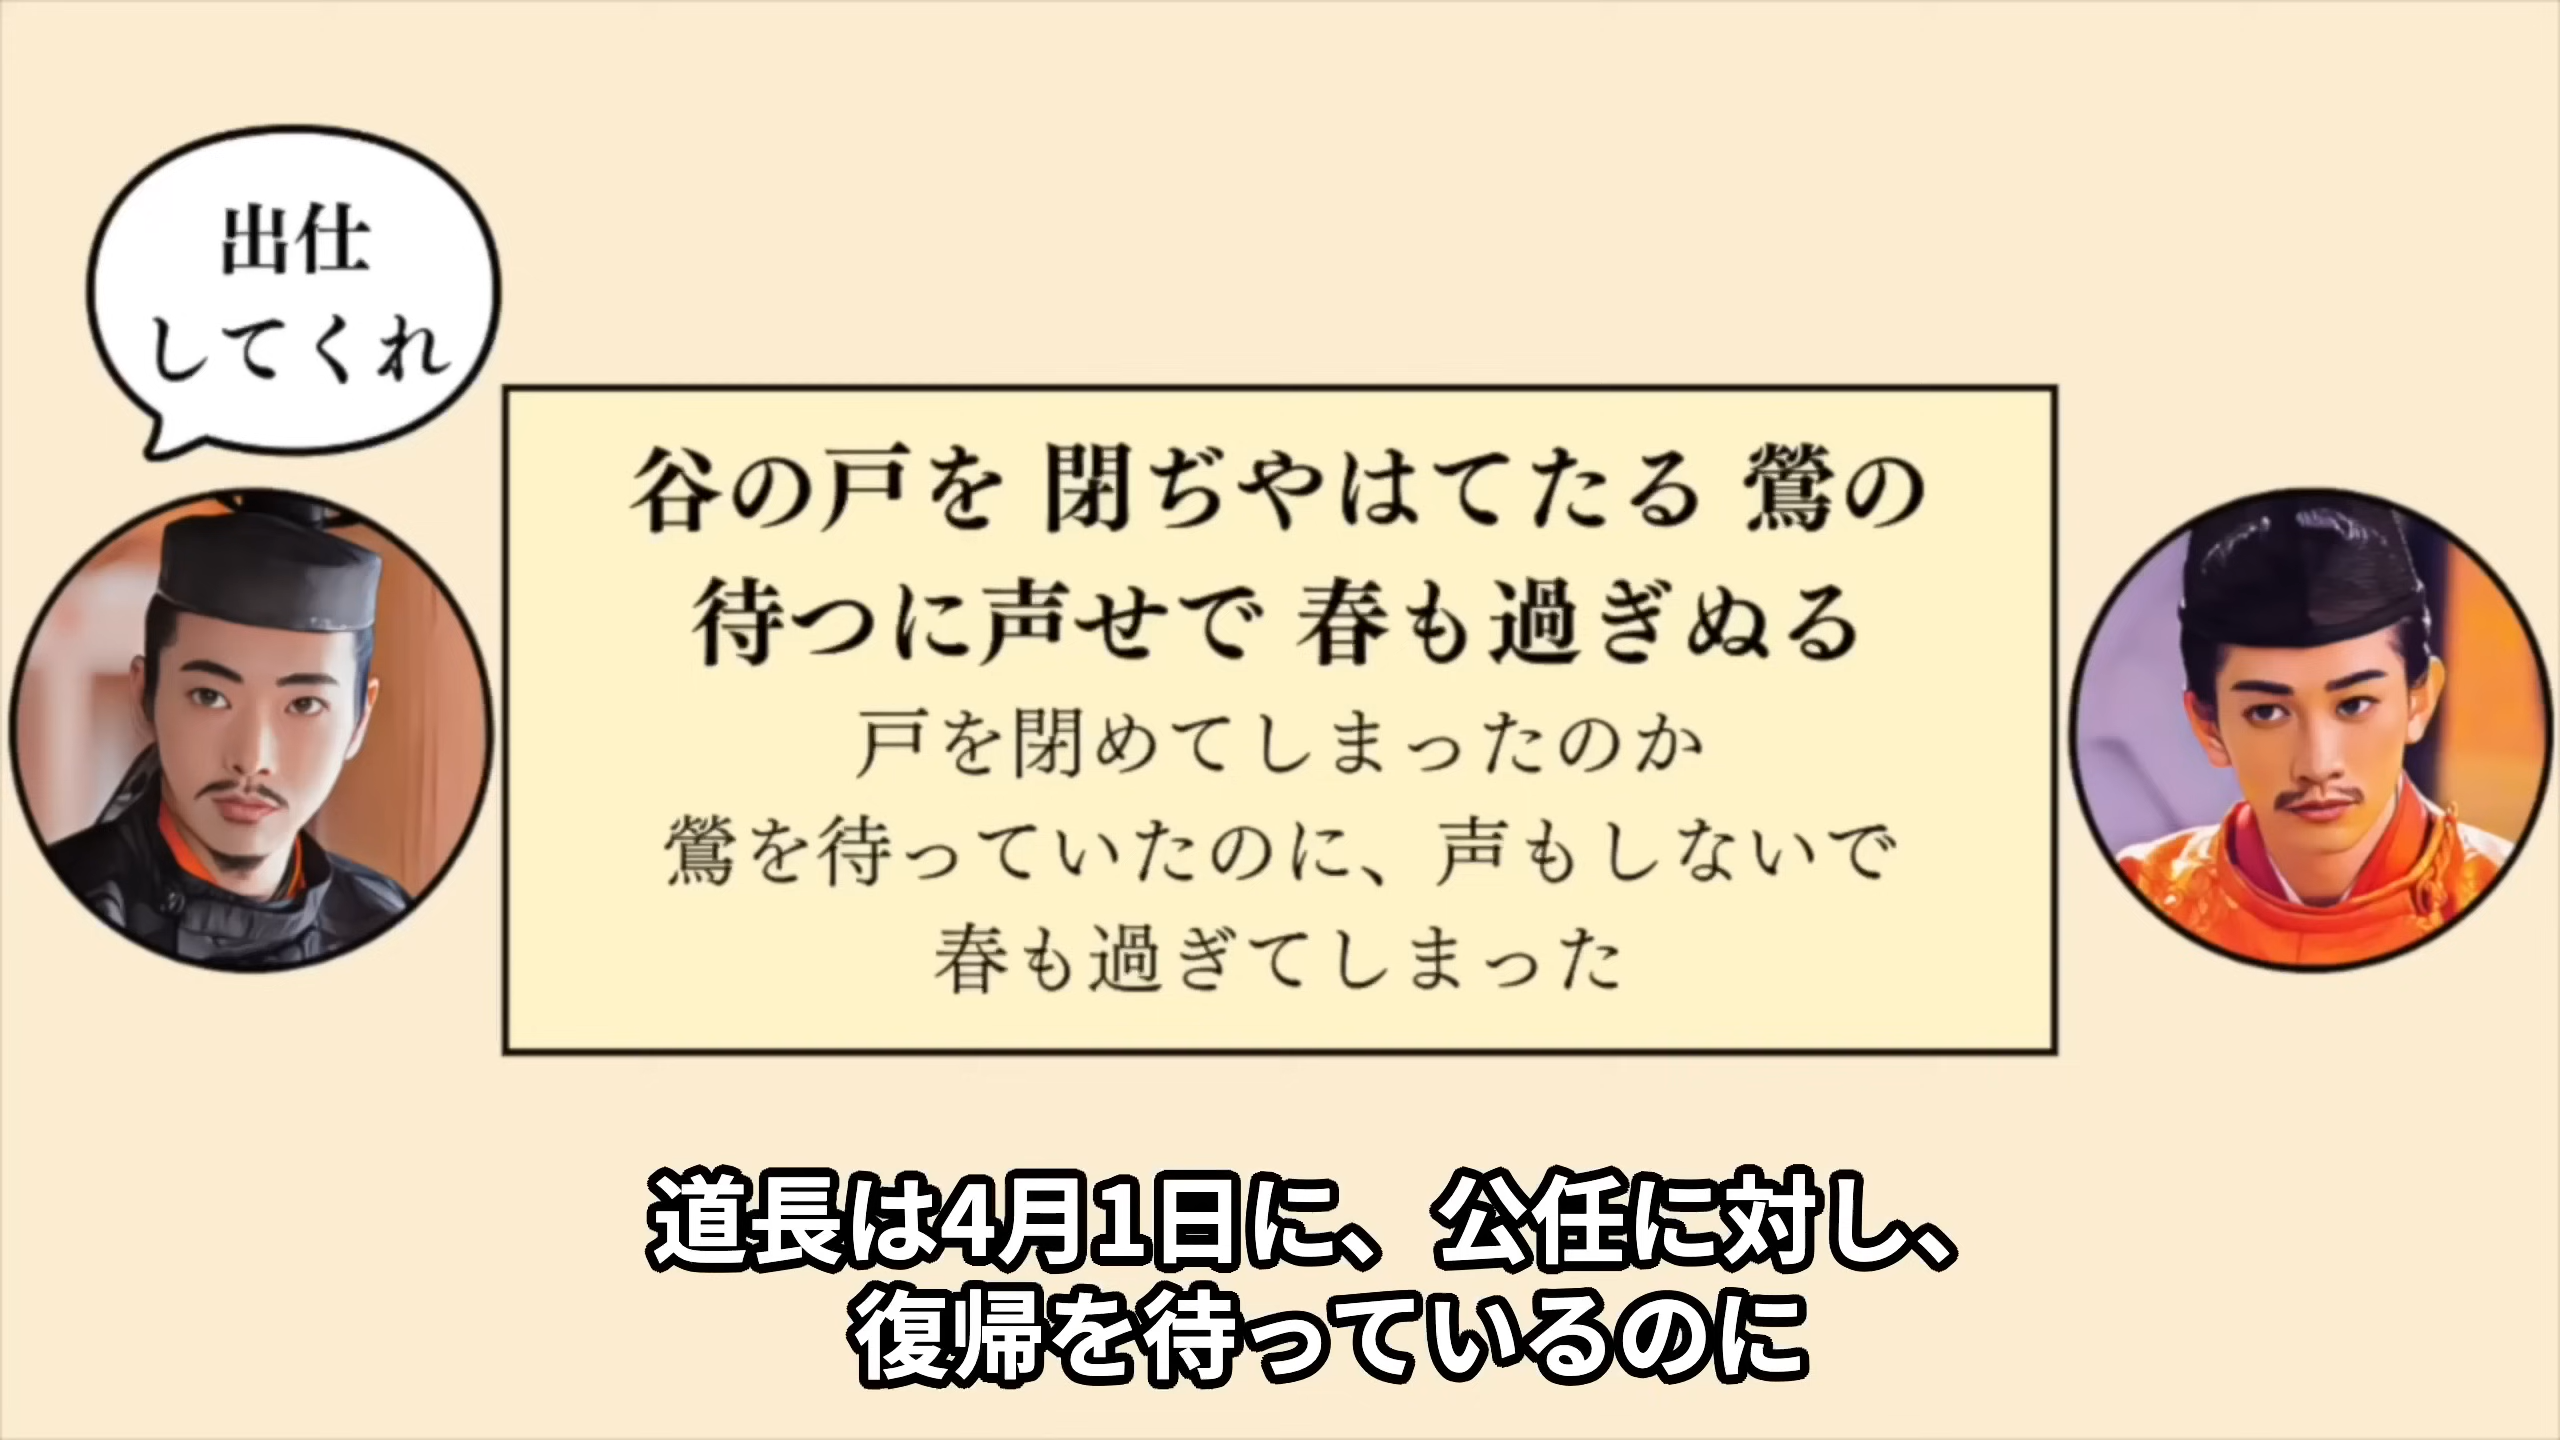 出仕
してくれ
谷の戸を 閉ぢやはてたる 鶯の
待つに声せで 春も過ぎぬる
戸を閉めてしまったのか
鶯を待っていたのに、声もしないで
春も過ぎてしまった
道長は4月1日に、公任に対し、
復帰を待っているのに